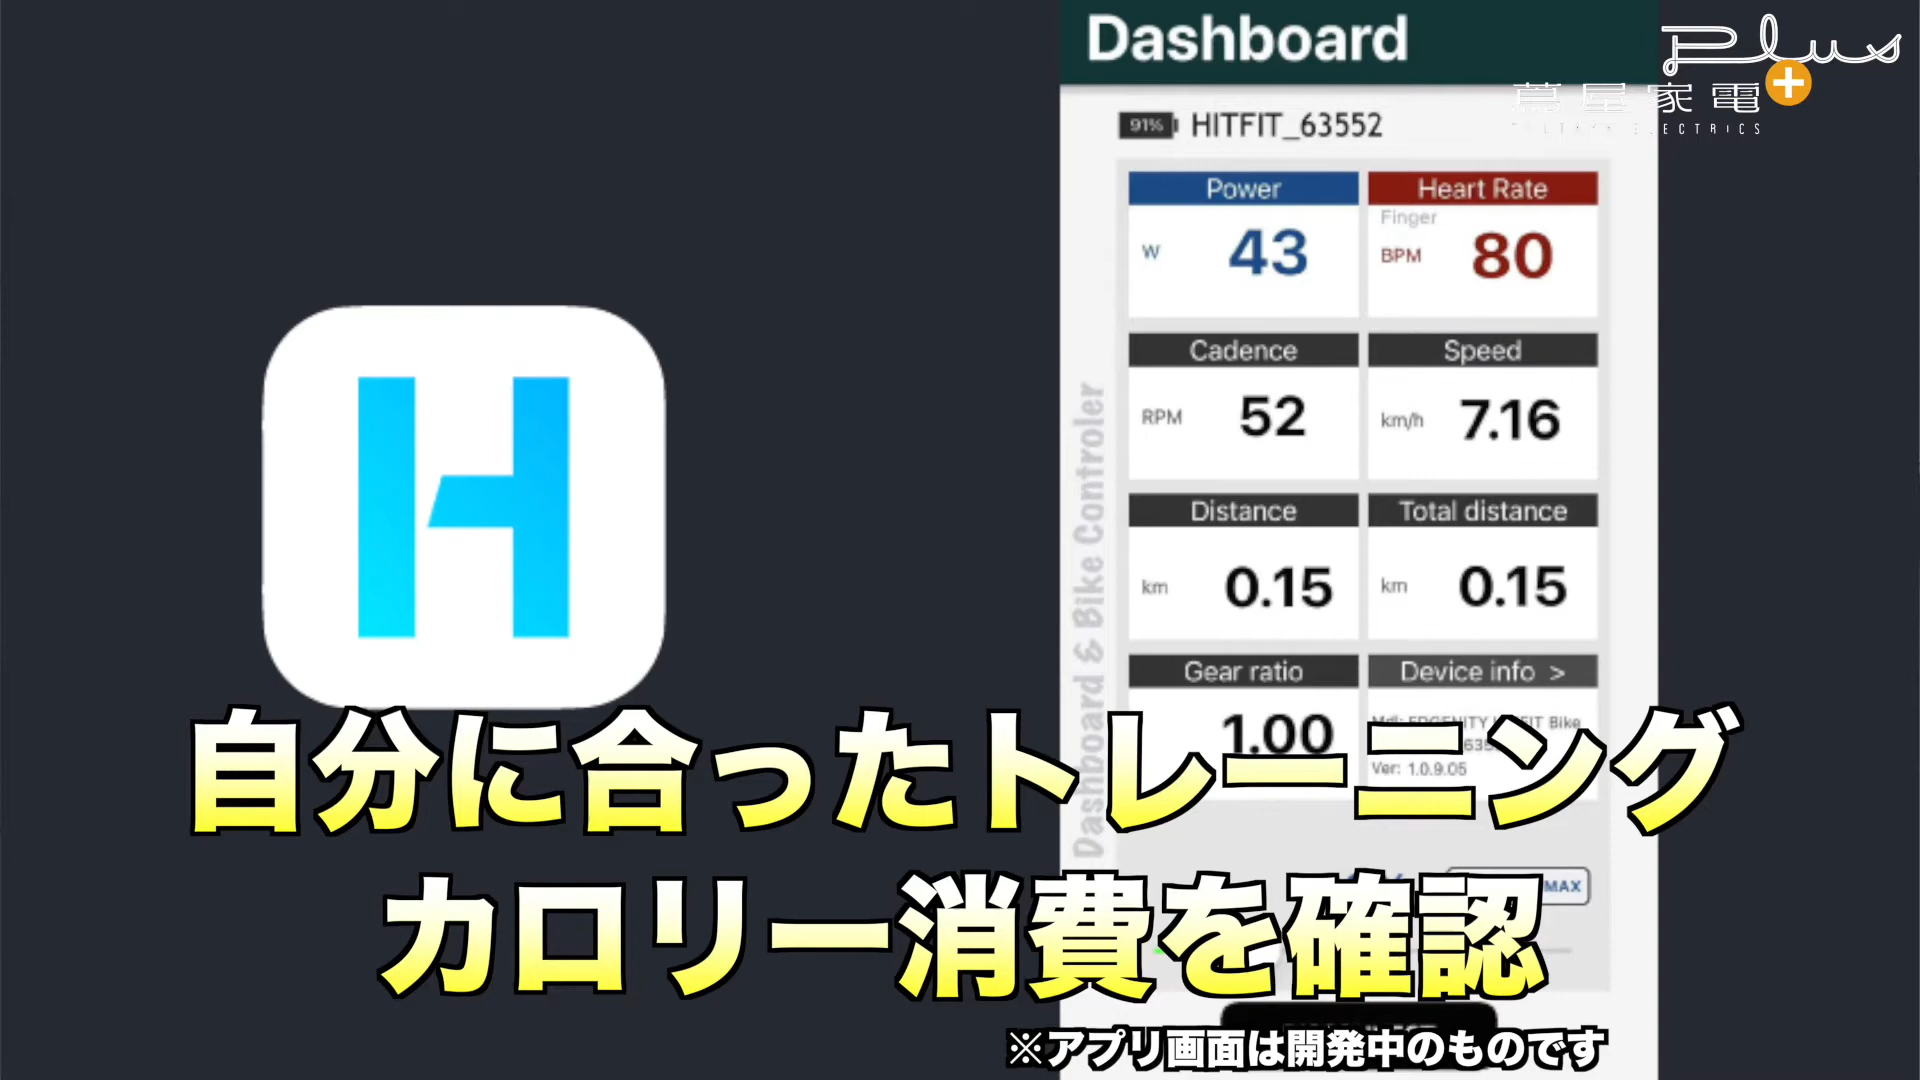 Dashboard
Plus
蔦屋家電
91% HITFIT_63552
Power
W 43
Heart Rate
Finger
BPM 80
Cadence
RPM 52
Speed
km/h 7.16
Distance
km 0.15
Total distance
km 0.15
Gear ratio
1.00
Device info >
Ver: 1.0.9.05
Dashboard & Bike Controler
MAX
自分に合ったトレーニング
カロリー消費を確認
※アプリ画面は開発中のものです